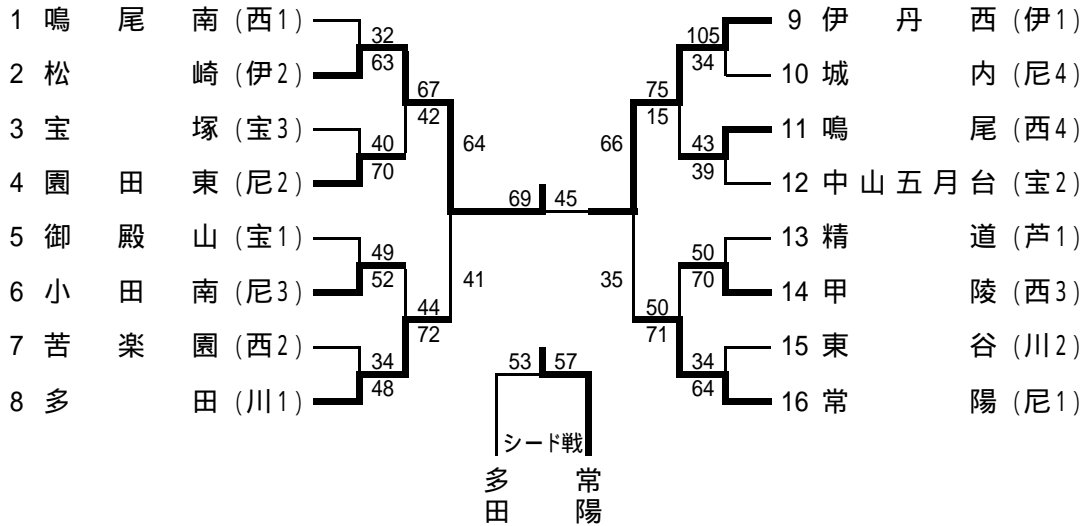 1 鳴尾南 (西1)
32
63
2 松崎 (伊2)
67
42
3 宝塚 (宝3)
40
70
4 園田東 (尼2)
64
5 御殿山 (宝1)
49
52
6 小田南 (尼3)
41
44
72
7 苦楽園 (西2)
34
48
8 多田 (川1)
69 45
9 伊丹西 (伊1)
105
34
10 城内 (尼4)
75
15
11 鳴尾 (西4)
43
39
12 中山五月台 (宝2)
66
13 精道 (芦1)
50
70
14 甲陵 (西3)
35
50
71
15 東谷 (川2)
34
64
16 常陽 (尼1)
53 57
シード戦
多田
常陽